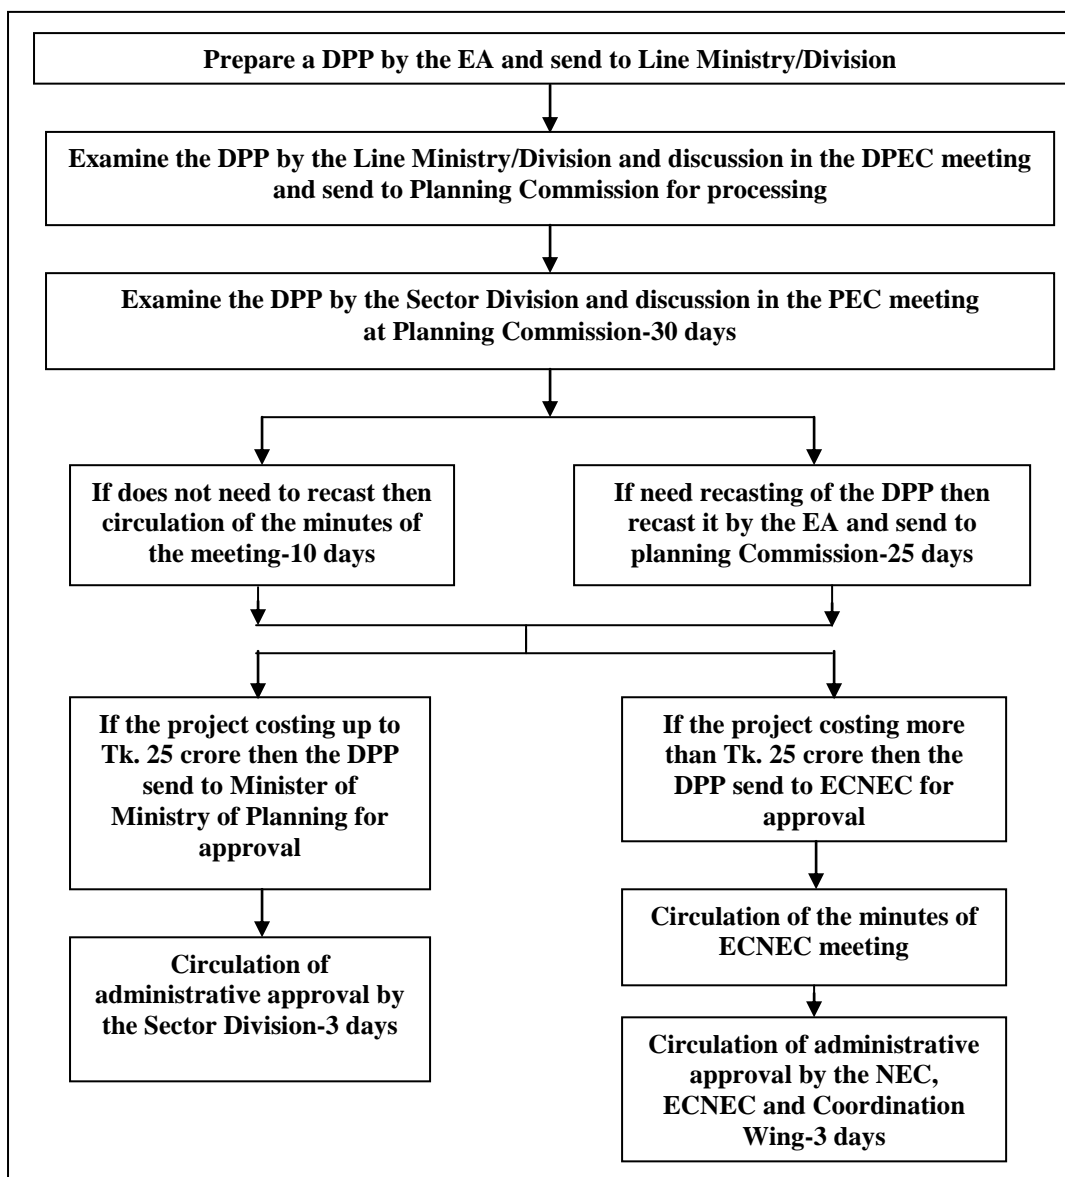 Prepare a DPP by the EA and send to Line Ministry/Division
Examine the DPP by the Line Ministry/Division and discussion in the DPEC meeting
and send to Planning Commission for processing
Examine the DPP by the Sector Division and discussion in the PEC meeting
at Planning Commission-30 days
If does not need to recast then
circulation of the minutes of
the meeting-10 days
If need recasting of the DPP then
recast it by the EA and send to
planning Commission-25 days
If the project costing up to
Tk. 25 crore then the DPP
send to Minister of
Ministry of Planning for
approval
If the project costing more
than Tk. 25 crore then the
DPP send to ECNEC for
approval
Circulation of
administrative approval by
the Sector Division-3 days
Circulation of the minutes of
ECNEC meeting
Circulation of administrative
approval by the NEC,
ECNEC and Coordination
Wing-3 days